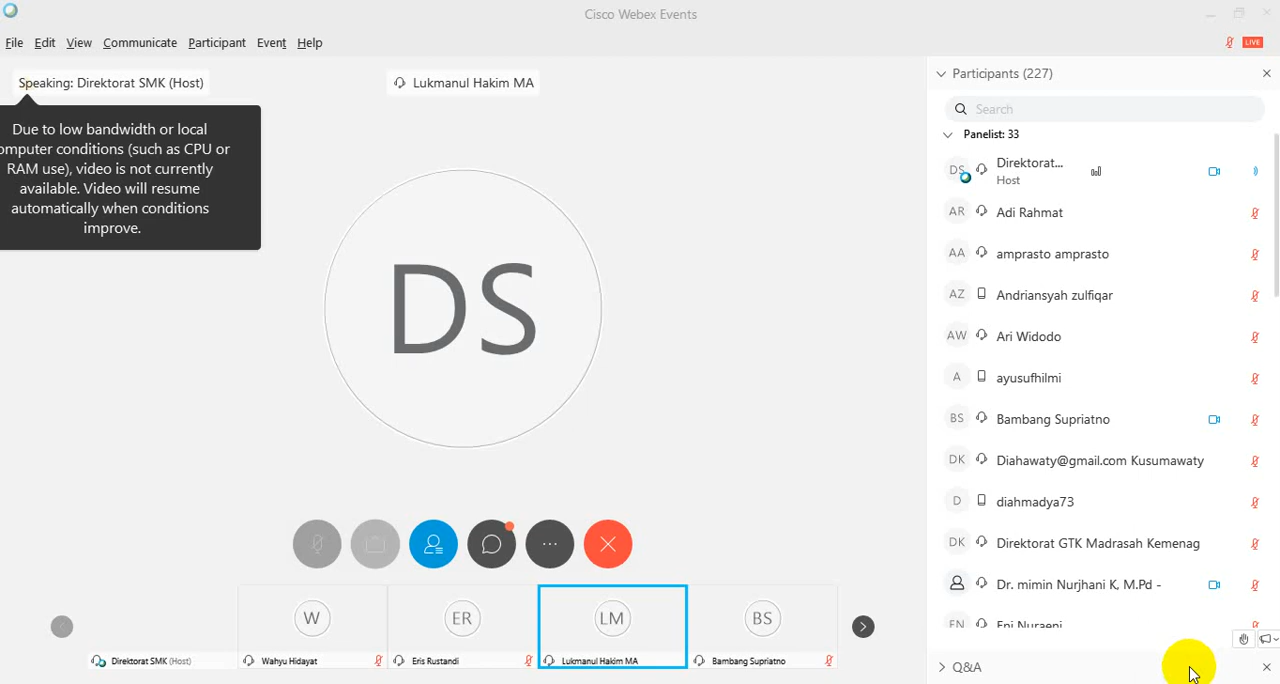 Cisco Webex Events
File Edit View Communicate Participant Event Help
LIVE
Speaking: Direktorat SMK (Host)
Lukmanul Hakim MA
Due to low bandwidth or local
omputer conditions (such as CPU or
RAM use), video is not currently
available. Video will resume
automatically when conditions
improve.
DS
W
Wahyu Hidayat
ER
Eris Rustandi
LM
Lukmanul Hakim MA
BS
Bambang Supriatno
Direktorat SMK (Host)
Participants (227)
Search
Panelist: 33
DS
Direktorat...
Host
AR Adi Rahmat
AA amprasto amprasto
AZ Andriansyah zulfiqar
AW Ari Widodo
A ayusufhilmi
BS Bambang Supriatno
DK Diahawaty@gmail.com Kusumawaty
D diahmadya73
DK Direktorat GTK Madrasah Kemenag
Dr. mimin Nurjhani K, M.Pd -
EN Eni Nuraeni
Q&A